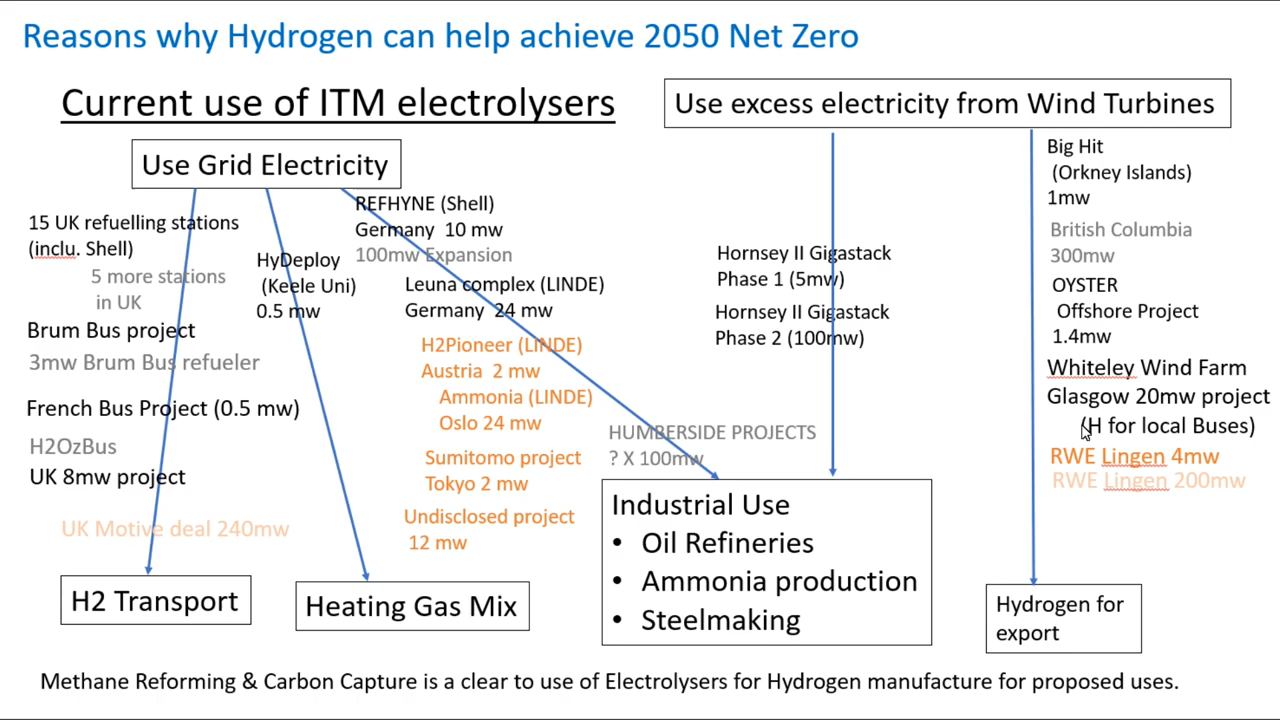 Reasons why Hydrogen can help achieve 2050 Net Zero
Current use of ITM electrolysers
Use Grid Electricity
15 UK refuelling stations
(inclu. Shell)
5 more stations
in UK
Brum Bus project
3mw Brum Bus refueler
French Bus Project (0.5 mw)
H2OzBus
UK 8mw project
UK Motive deal 240mw
H2 Transport
HyDeploy
(Keele Uni)
0.5 mw
Heating Gas Mix
REFHYNE (Shell)
Germany 10 mw
100mw Expansion
Leuna complex (LINDE)
Germany 24 mw
H2Pioneer (LINDE)
Austria 2 mw
Ammonia (LINDE)
Oslo 24 mw
Sumitomo project
Tokyo 2 mw
Undisclosed project
12 mw
HUMBERSIDE PROJECTS
? X 100mw
Use excess electricity from Wind Turbines
Hornsey II Gigastack
Phase 1 (5mw)
Hornsey II Gigastack
Phase 2 (100mw)
Industrial Use
• Oil Refineries
• Ammonia production
• Steelmaking
Big Hit
(Orkney Islands)
1mw
British Columbia
300mw
OYSTER
Offshore Project
1.4mw
Whiteley Wind Farm
Glasgow 20mw project
(H for local Buses)
RWE Lingen 4mw
RWE Lingen 200mw
Hydrogen for
export
Methane Reforming & Carbon Capture is a clear to use of Electrolysers for Hydrogen manufacture for proposed uses.